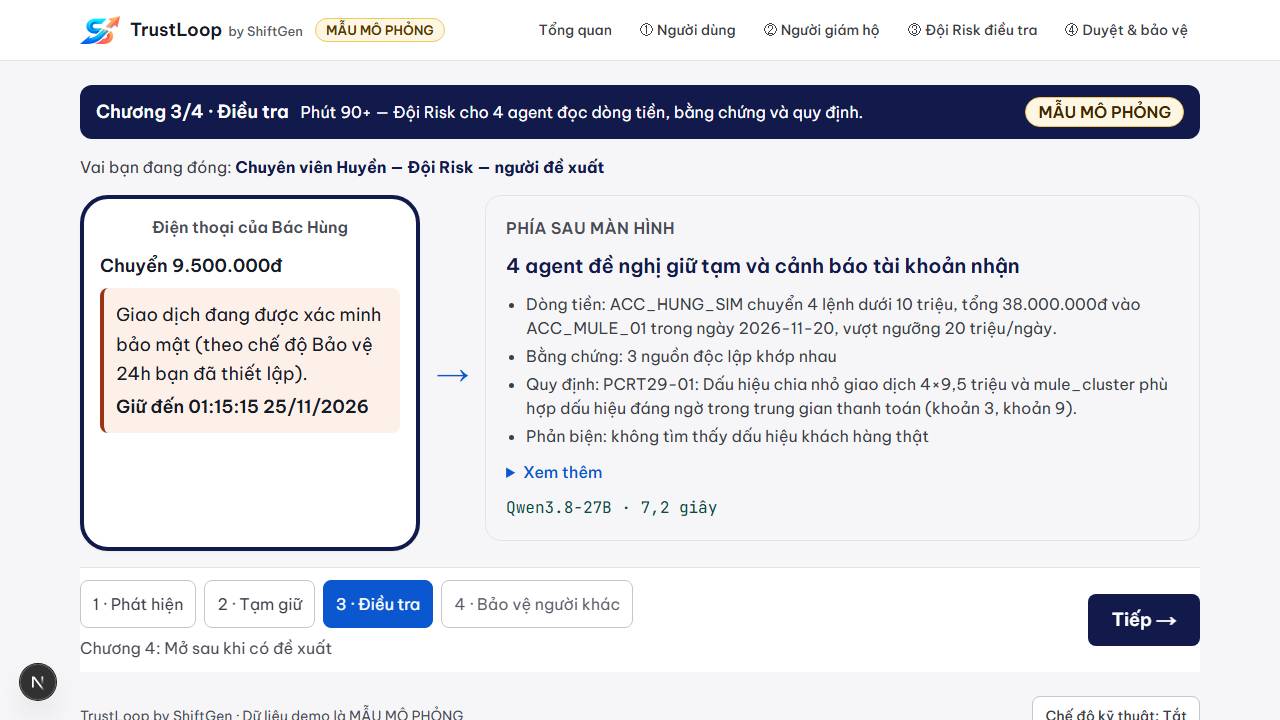 TrustLoop by ShiftGen MẪU MÔ PHỎNG
Tổng quan ① Người dùng ② Người giám hộ ③ Đội Risk điều tra ④ Duyệt & bảo vệ
Chương 3/4 · Điều tra Phút 90+ — Đội Risk cho 4 agent đọc dòng tiền, bằng chứng và quy định. MẪU MÔ PHỎNG
Vai bạn đang đóng: Chuyên viên Huyền — Đội Risk — người đề xuất
Điện thoại của Bác Hùng
Chuyển 9.500.000đ
Giao dịch đang được xác minh
bảo mật (theo chế độ Bảo vệ
24h bạn đã thiết lập).
Giữ đến 01:15:15 25/11/2026
→
PHÍA SAU MÀN HÌNH
4 agent đề nghị giữ tạm và cảnh báo tài khoản nhận
• Dòng tiền: ACC_HUNG_SIM chuyển 4 lệnh dưới 10 triệu, tổng 38.000.000đ vào
ACC_MULE_01 trong ngày 2026-11-20, vượt ngưỡng 20 triệu/ngày.
• Bằng chứng: 3 nguồn độc lập khớp nhau
• Quy định: PCRT29-01: Dấu hiệu chia nhỏ giao dịch 4×9,5 triệu và mule_cluster phù
hợp dấu hiệu đáng ngờ trong trung gian thanh toán (khoản 3, khoản 9).
• Phản biện: không tìm thấy dấu hiệu khách hàng thật
▶ Xem thêm
Qwen3.8-27B · 7,2 giây
1 · Phát hiện 2 · Tạm giữ 3 · Điều tra 4 · Bảo vệ người khác
Chương 4: Mở sau khi có đề xuất
Tiếp →
N
TrustLoop by ShiftGen · Dữ liệu demo là MẪU MÔ PHỎNG
Chế độ kỹ thuật: Tắt